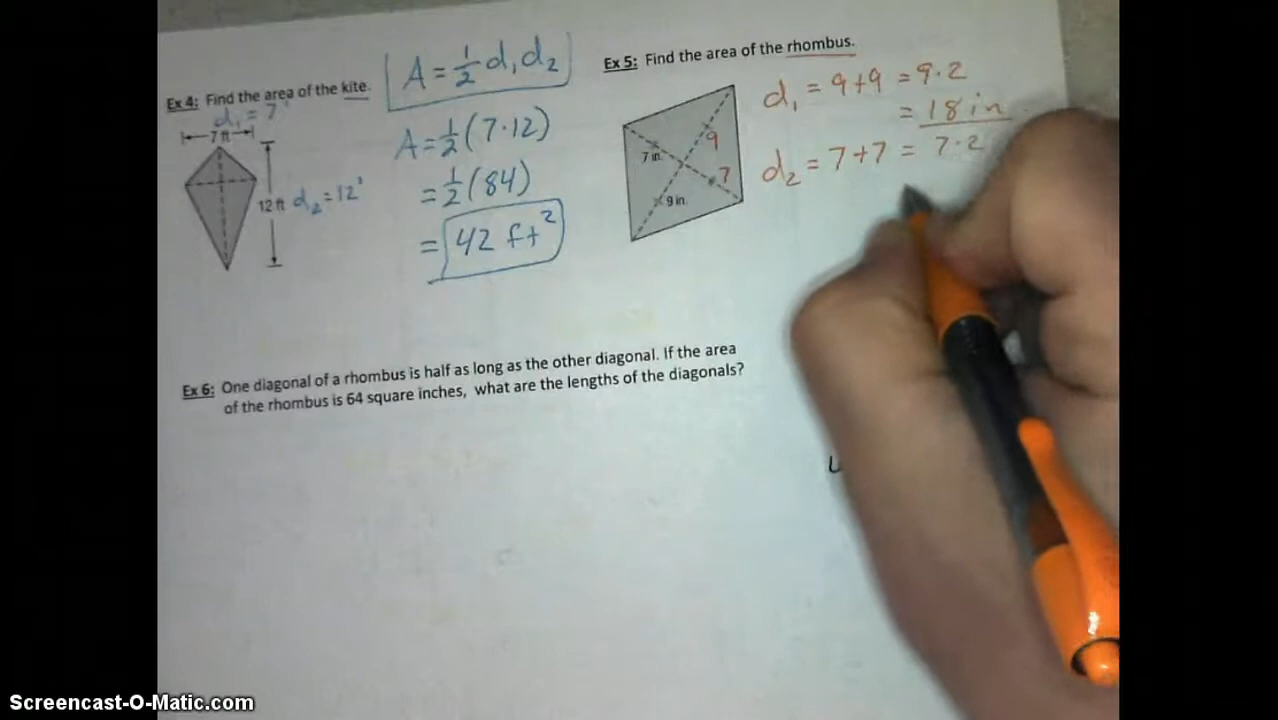 Ex 4: Find the area of the kite.
d₁ = 7'
7 ft
12 ft d₂ = 12'
A = 1/2 d₁ d₂
A = 1/2 (7·12)
= 1/2 (84)
= 42 ft²
Ex 5: Find the area of the rhombus.
7 in.
9
7
9 in.
d₁ = 9+9 = 9·2
= 18 in
d₂ = 7+7 = 7·2
Ex 6: One diagonal of a rhombus is half as long as the other diagonal. If the area
of the rhombus is 64 square inches, what are the lengths of the diagonals?
Screencast-O-Matic.com